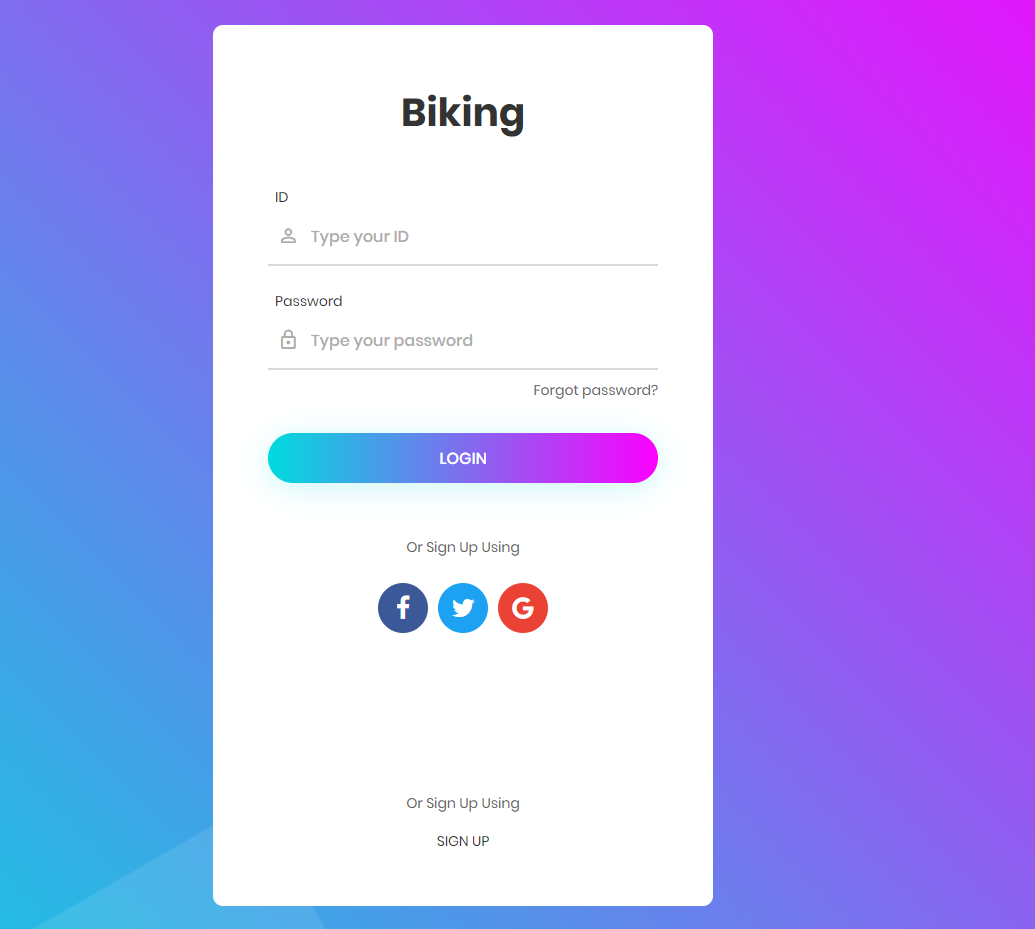 Biking
ID
Type your ID
Password
Type your password
Forgot password?
LOGIN
Or Sign Up Using
Or Sign Up Using
SIGN UP